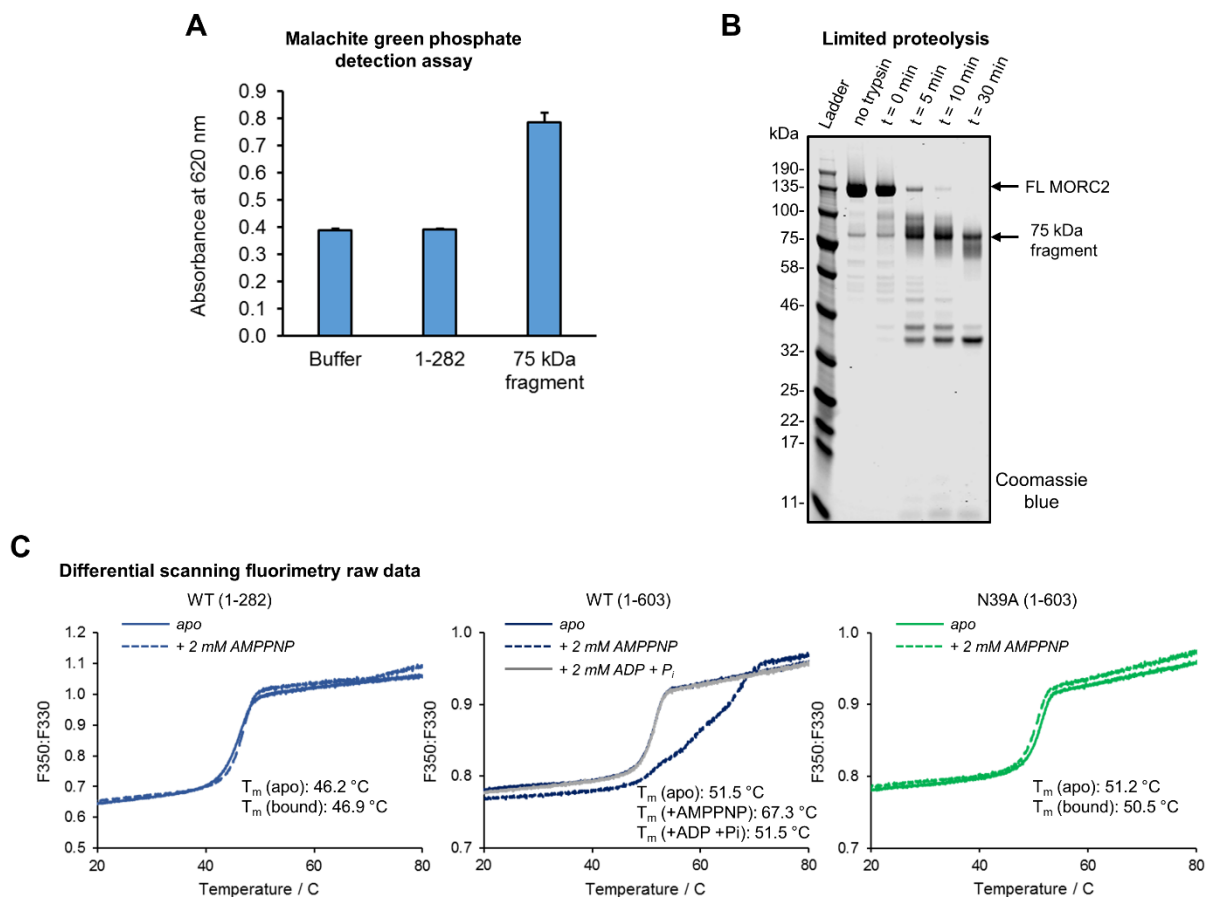 A
Malachite green phosphate
detection assay
Absorbance at 620 nm
0.9
0.8
0.7
0.6
0.5
0.4
0.3
0.2
0.1
0.0
Buffer
1-282
75 kDa
fragment
B
Limited proteolysis
Ladder
no trypsin
t = 0 min
t = 5 min
t = 10 min
t = 30 min
kDa
190-
135-
100-
75-
58-
46-
32-
25-
22-
17-
11-
FL MORC2
75 kDa
fragment
Coomassie
blue
C
Differential scanning fluorimetry raw data
WT (1-282)
apo
+ 2 mM AMPPNP
F350:F330
1.2
1.1
1.0
0.9
0.8
0.7
0.6
0.5
Tm (apo): 46.2 °C
Tm (bound): 46.9 °C
20
40
60
80
Temperature / C
WT (1-603)
apo
+ 2 mM AMPPNP
+ 2 mM ADP + Pi
F350:F330
1.0
0.9
0.8
0.7
Tm (apo): 51.5 °C
Tm (+AMPPNP): 67.3 °C
Tm (+ADP +Pi): 51.5 °C
20
40
60
80
Temperature / C
N39A (1-603)
apo
+ 2 mM AMPPNP
F350:F330
1.0
0.9
0.8
0.7
Tm (apo): 51.2 °C
Tm (bound): 50.5 °C
20
40
60
80
Temperature / C